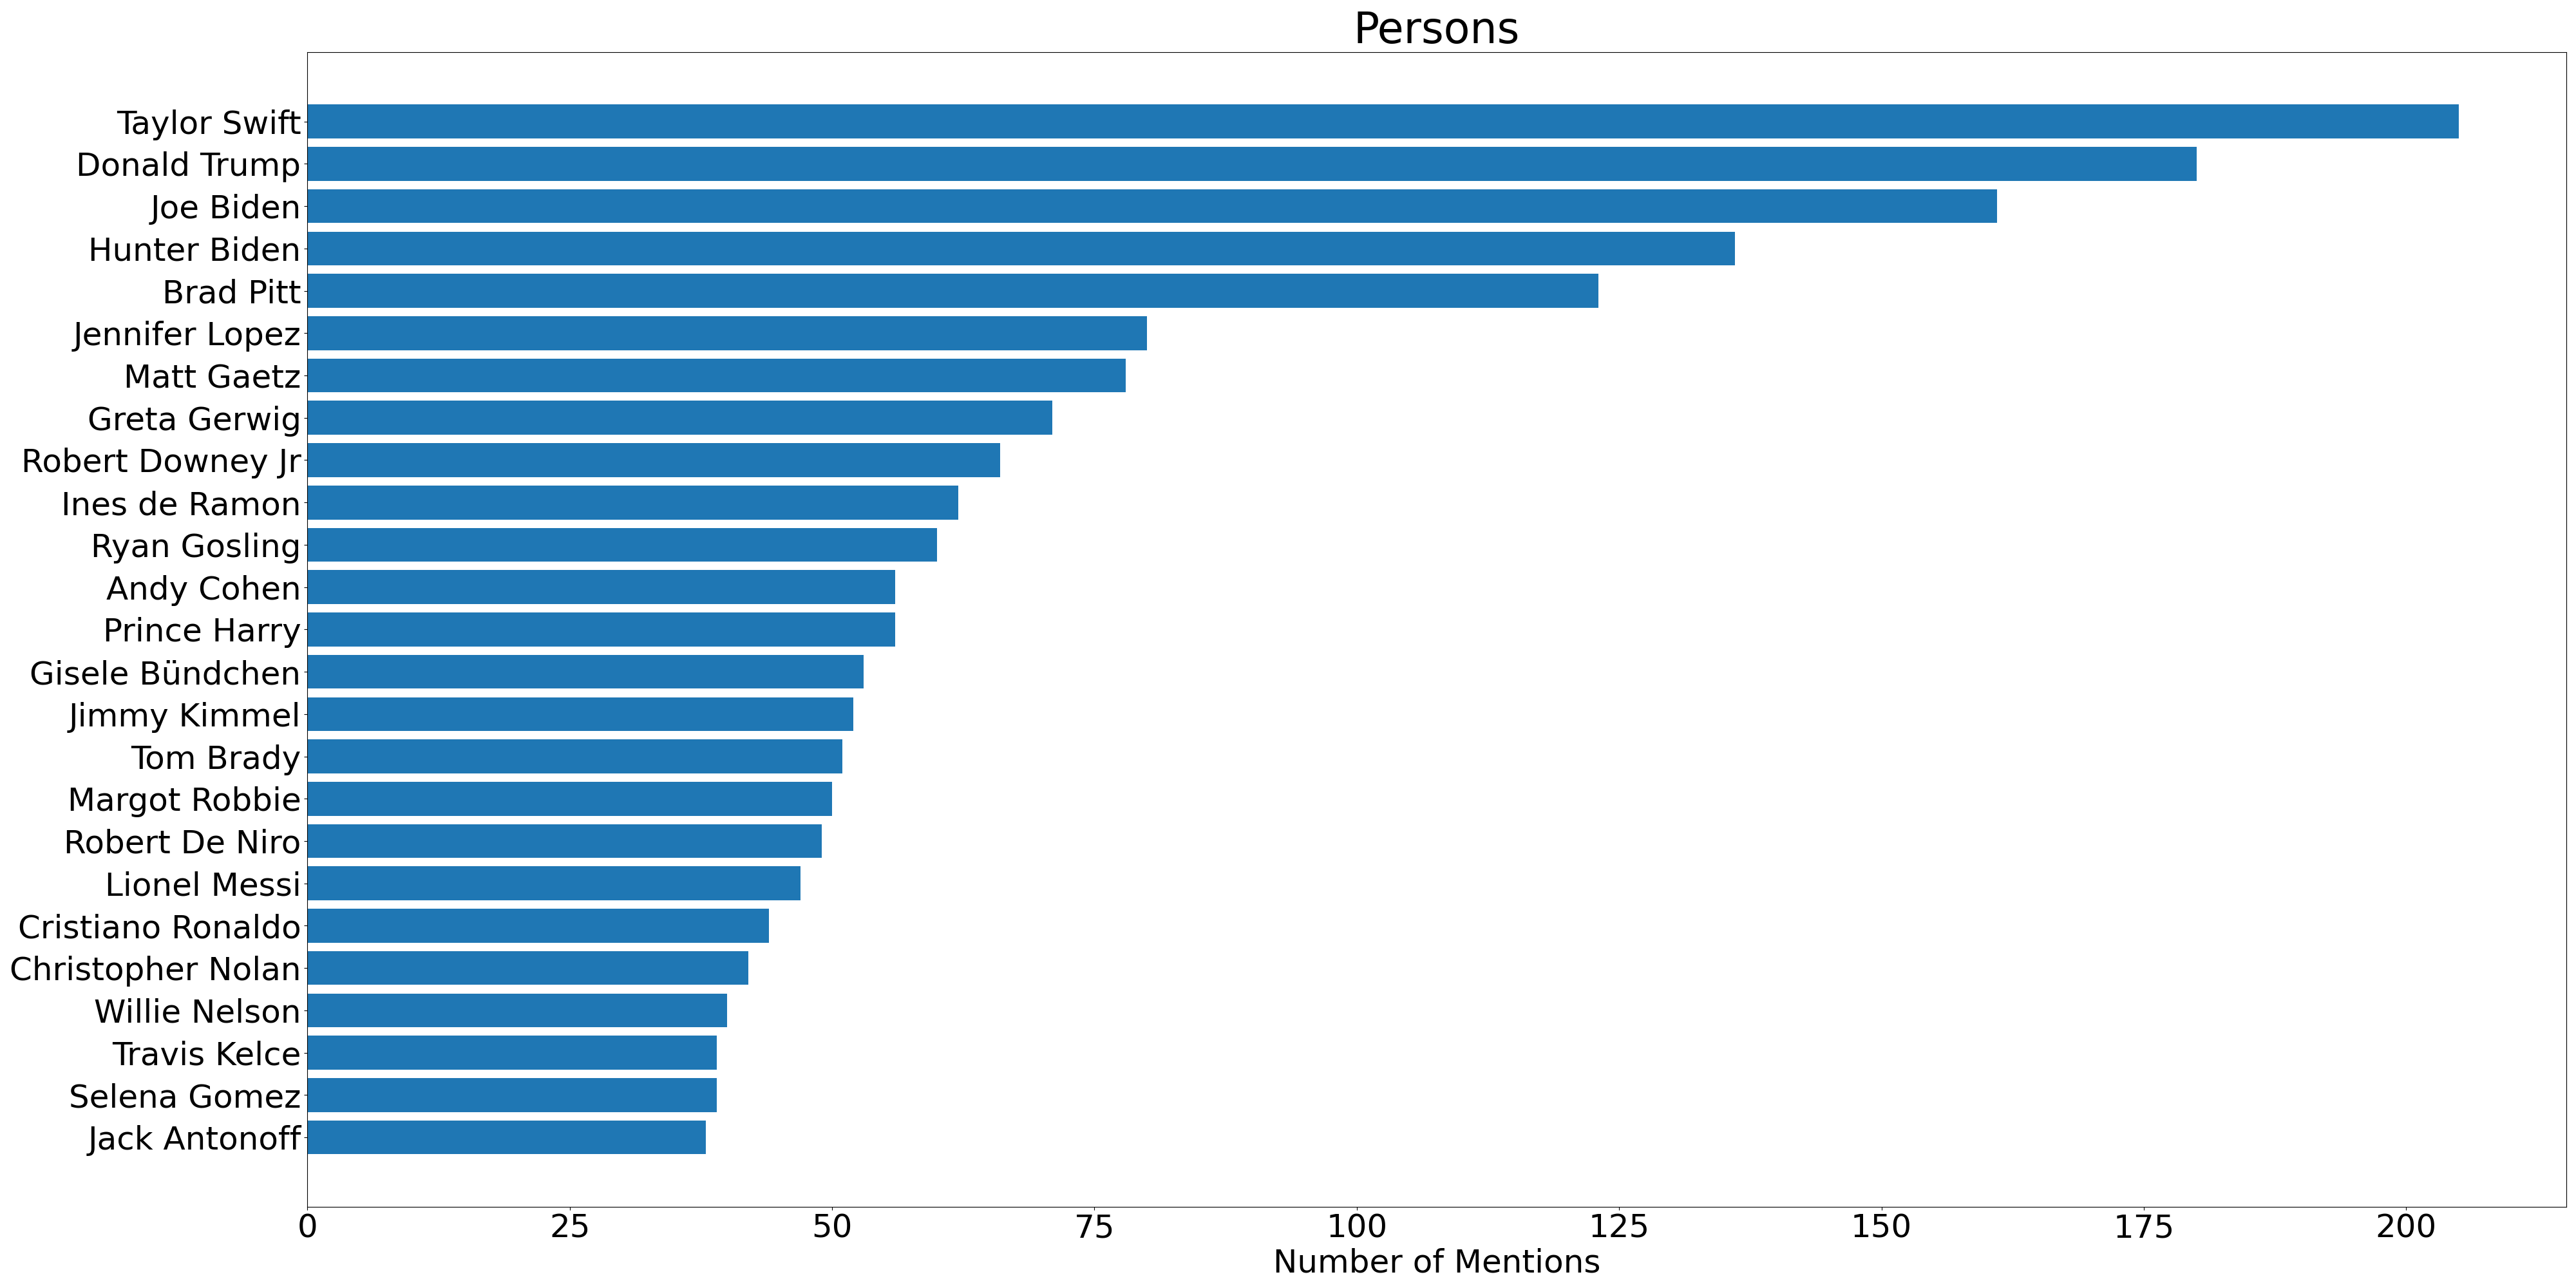 Persons
Taylor Swift
Donald Trump
Joe Biden
Hunter Biden
Brad Pitt
Jennifer Lopez
Matt Gaetz
Greta Gerwig
Robert Downey Jr
Ines de Ramon
Ryan Gosling
Andy Cohen
Prince Harry
Gisele Bündchen
Jimmy Kimmel
Tom Brady
Margot Robbie
Robert De Niro
Lionel Messi
Cristiano Ronaldo
Christopher Nolan
Willie Nelson
Travis Kelce
Selena Gomez
Jack Antonoff
0 25 50 75 100 125 150 175 200
Number of Mentions